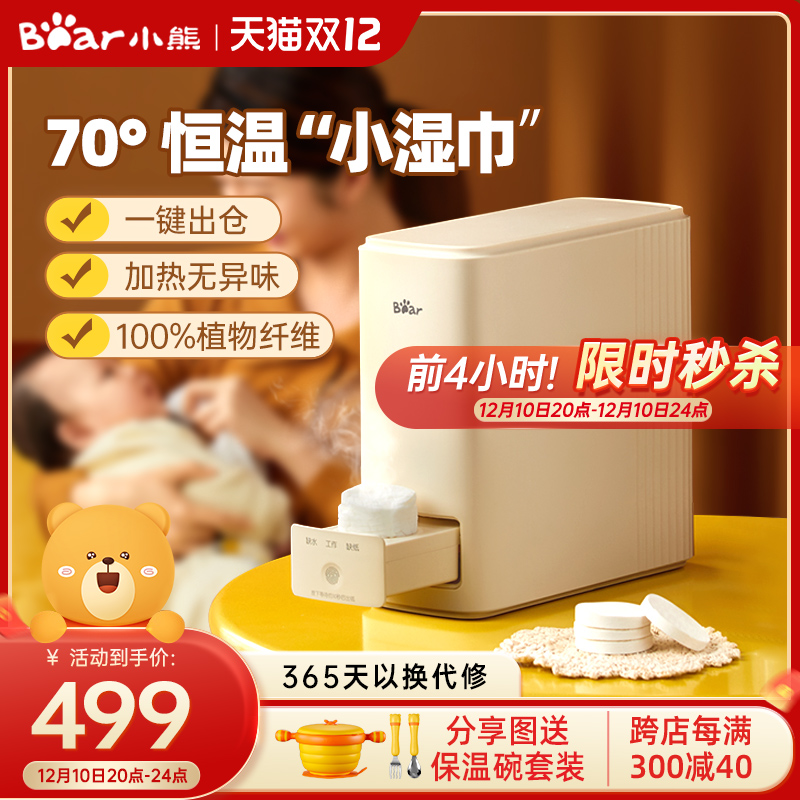 Bear小熊 | 天猫双12
70° 恒温“小湿巾”
一键出仓
加热无异味
100%植物纤维
Bear
前4小时! 限时秒杀
12月10日20点-12月10日24点
缺水 工作 缺纸
¥ 活动到手价:
499
12月10日20点-24点
365天以换代修
分享图送
保温碗套装
跨店每满
300减40